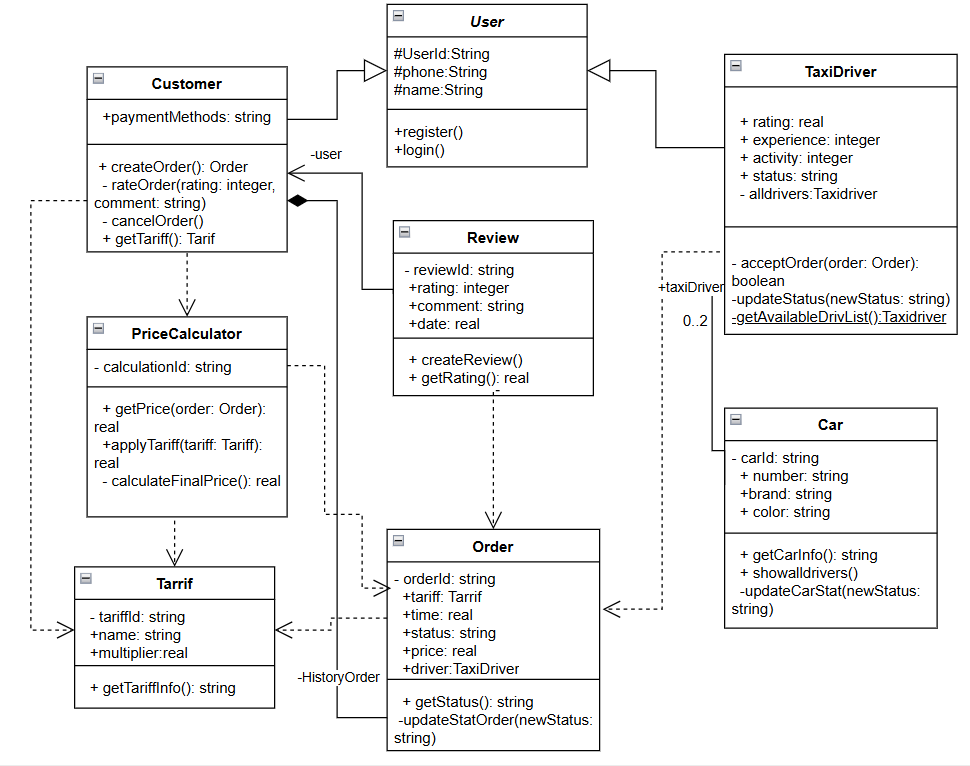 User
#UserId:String
#phone:String
#name:String
+register()
+login()
Customer
+paymentMethods: string
+ createOrder(): Order
- rateOrder(rating: integer,
comment: string)
- cancelOrder()
+ getTariff(): Tarif
TaxiDriver
+ rating: real
+ experience: integer
+ activity: integer
+ status: string
- alldrivers:Taxidriver
- acceptOrder(order: Order):
boolean
-updateStatus(newStatus: string)
-getAvailableDrivList():Taxidriver
-user
Review
- reviewId: string
+rating: integer
+comment: string
+date: real
+ createReview()
+ getRating(): real
+taxiDriver
0..2
PriceCalculator
- calculationId: string
+ getPrice(order: Order):
real
+applyTariff(tariff: Tariff):
real
- calculateFinalPrice(): real
Car
- carId: string
+ number: string
+brand: string
+ color: string
+ getCarInfo(): string
+ showalldrivers()
-updateCarStat(newStatus:
string)
Tarrif
- tariffId: string
+name: string
+multiplier:real
+ getTariffInfo(): string
Order
- orderId: string
+tariff: Tarrif
+time: real
+status: string
+price: real
+driver:TaxiDriver
+ getStatus(): string
-updateStatOrder(newStatus:
string)
-HistoryOrder